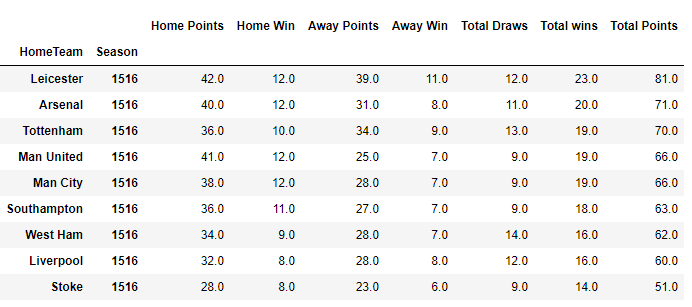 Home Points Home Win Away Points Away Win Total Draws Total wins Total Points
HomeTeam Season
Leicester 1516 42.0 12.0 39.0 11.0 12.0 23.0 81.0
Arsenal 1516 40.0 12.0 31.0 8.0 11.0 20.0 71.0
Tottenham 1516 36.0 10.0 34.0 9.0 13.0 19.0 70.0
Man United 1516 41.0 12.0 25.0 7.0 9.0 19.0 66.0
Man City 1516 38.0 12.0 28.0 7.0 9.0 19.0 66.0
Southampton 1516 36.0 11.0 27.0 7.0 9.0 18.0 63.0
West Ham 1516 34.0 9.0 28.0 7.0 14.0 16.0 62.0
Liverpool 1516 32.0 8.0 28.0 8.0 12.0 16.0 60.0
Stoke 1516 28.0 8.0 23.0 6.0 9.0 14.0 51.0